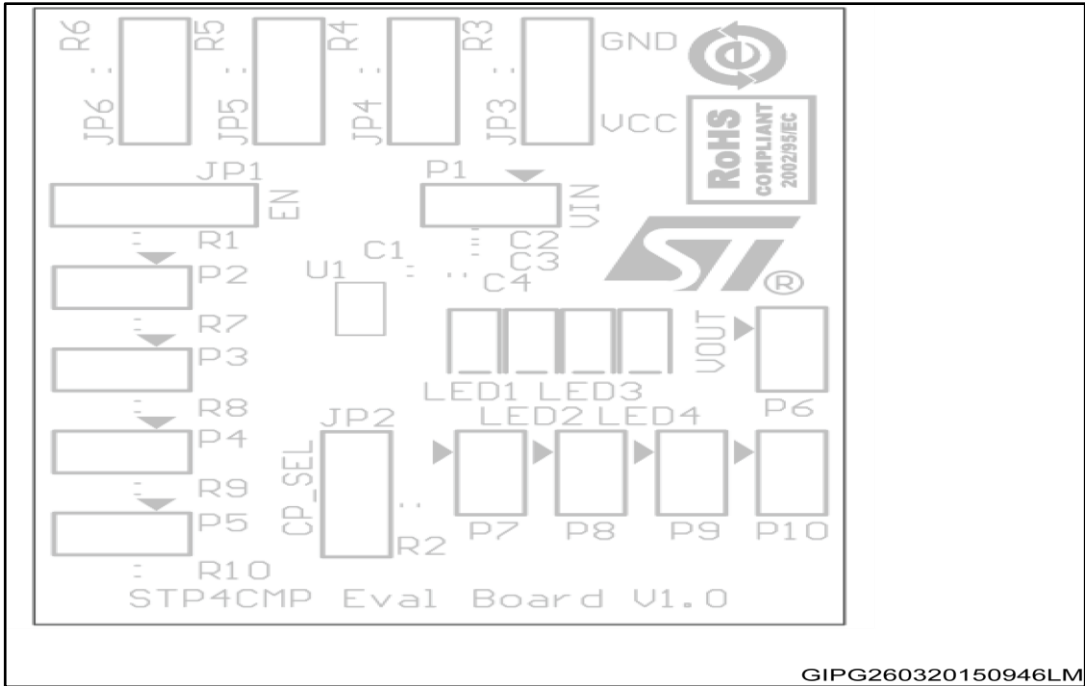 R6 R5 R4 R3 GND
JP6 JP5 JP4 JP3 VCC
e
RoHS
COMPLIANT
2002/95/EC
JP1 P1
EN VIN
R1 C1 C2
C3
P2 U1 C4
ST®
R7
P3 VOUT
LED1 LED3
R8 JP2 LED2 LED4 P6
P4
CP_SEL
R9
P5 P7 P8 P9 P10
R2
R10
STP4CMP Eval Board V1.0
GIPG260320150946LM